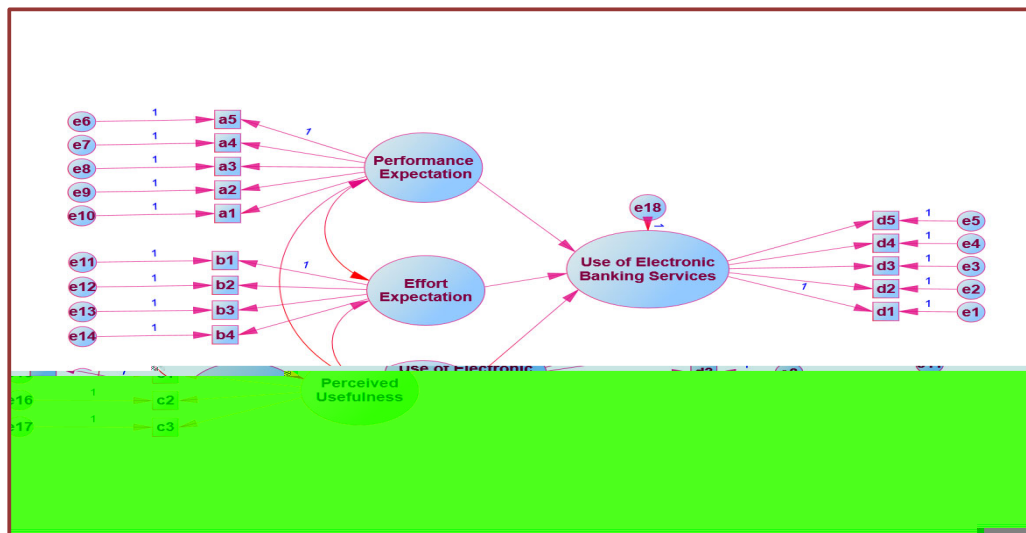 e6 1 a5 1
e7 1 a4
e8 1 a3
e9 1 a2
e10 1 a1
Performance
Expectation
e18
1
e11 1 b1 1
e12 1 b2
e13 1 b3
e14 1 b4
Effort
Expectation
Use of Electronic
Banking Services
d5 1 e5
d4 1 e4
d3 1 e3
d2 1 e2
1 d1 1 e1
Use of Electronic
Perceived
Usefulness
e16 1 c2
e17 1 c3